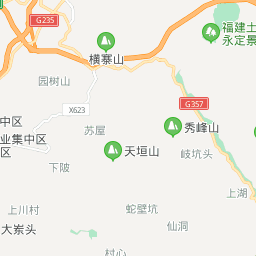 G235
福建土
永定景
横寨山
园树山
X623
G357
中区
业集中区
区
苏屋
秀峰山
岐坑头
天垣山
下陂
上湖
上川村
蛇壁坑
仙洞
大岽头
村心